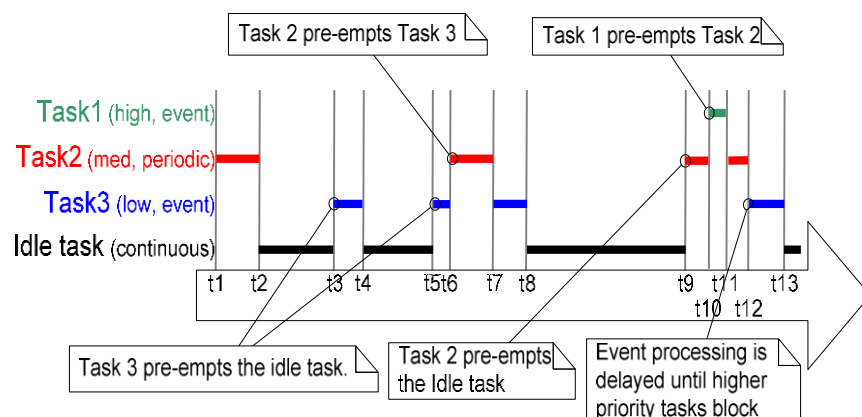 Task 2 pre-empts Task 3
Task 1 pre-empts Task 2
Task1 (high, event)
Task2 (med, periodic)
Task3 (low, event)
Idle task (continuous)
t1 t2 t3 t4 t5 t6 t7 t8 t9 t10 t11 t12 t13
Task 3 pre-empts the idle task.
Task 2 pre-empts
the Idle task
Event processing is
delayed until higher
priority tasks block